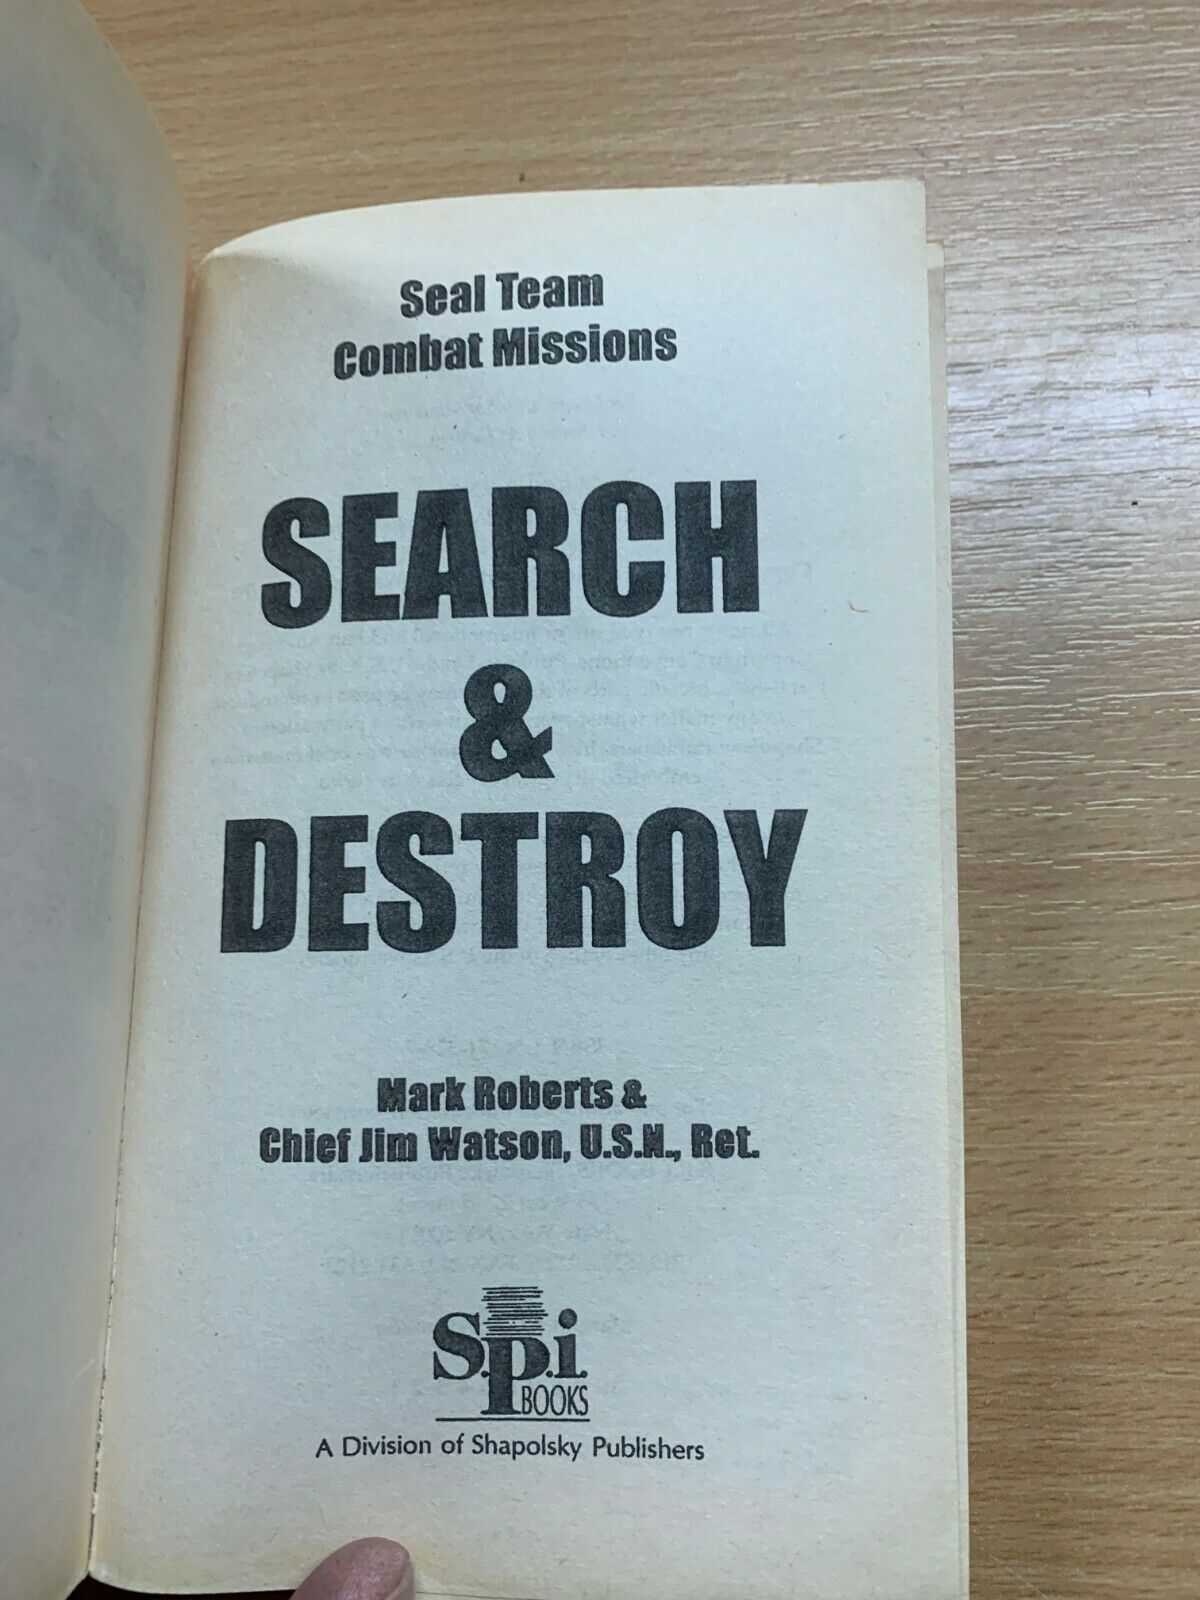 Seal Team
Combat Missions
SEARCH
&
DESTROY
Mark Roberts &
Chief Jim Watson, U.S.N., Ret.
S.p.i.
BOOKS
A Division of Shapolsky Publishers